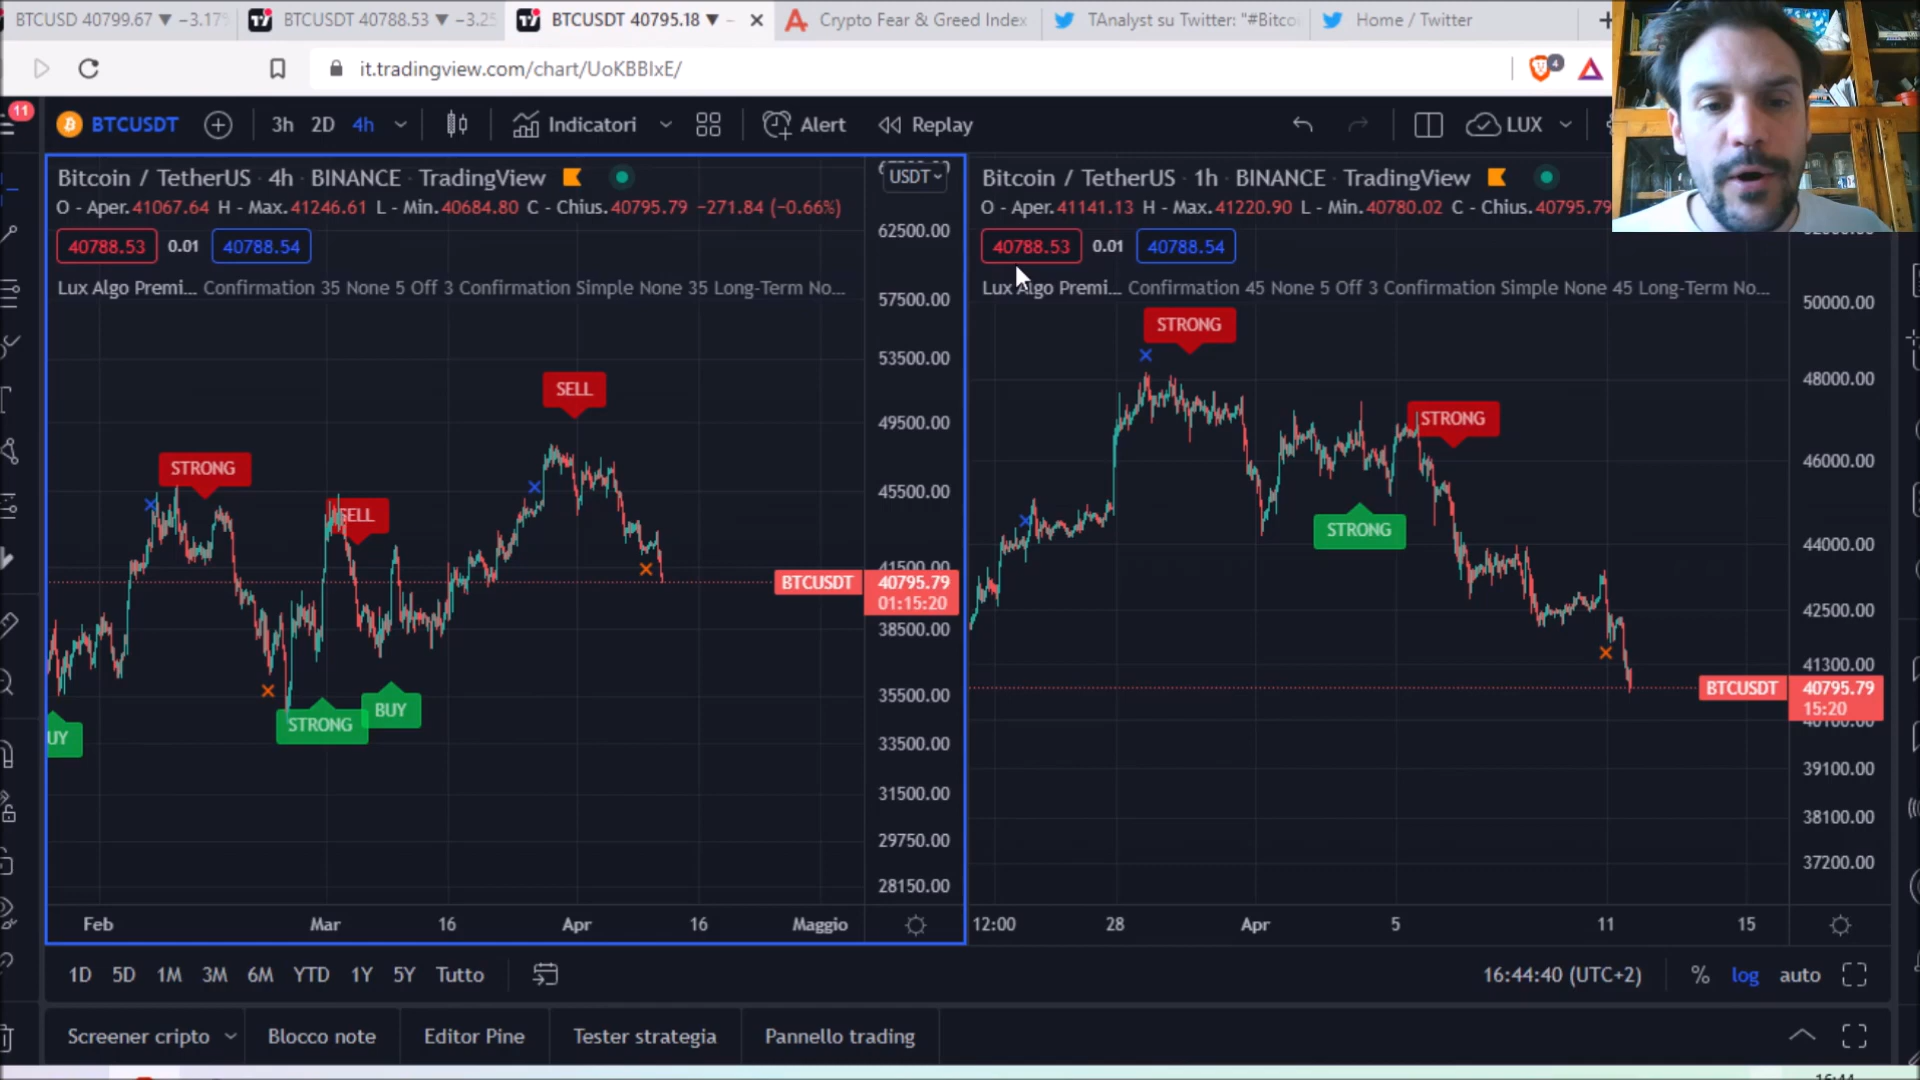 BTCUSD 40799.67 ▼ −3.17%
BTCUSDT 40788.53 ▼ −3.25
BTCUSDT 40795.18 ▼ −
Crypto Fear & Greed Index
TAnalyst su Twitter: "#Bitco
Home / Twitter
it.tradingview.com/chart/UoKBBIxE/
4
11
BTCUSDT
3h
2D
4h
Indicatori
Alert
Replay
LUX
Bitcoin / TetherUS · 4h · BINANCE · TradingView
USDT
O - Aper.41067.64 H - Max.41246.61 L - Min.40684.80 C - Chius.40795.79 −271.84 (−0.66%)
40788.53 0.01 40788.54
Lux Algo Premi... Confirmation 35 None 5 Off 3 Confirmation Simple None 35 Long-Term No...
STRONG
SELL
SELL
STRONG
BUY
UY
BTCUSDT
62500.00
57500.00
53500.00
49500.00
45500.00
41500.00
40795.79
01:15:20
38500.00
35500.00
33500.00
31500.00
29750.00
28150.00
Feb
Mar
16
Apr
16
Maggio
Bitcoin / TetherUS · 1h · BINANCE · TradingView
O - Aper.41141.13 H - Max.41220.90 L - Min.40780.02 C - Chius.40795.79
40788.53 0.01 40788.54
Lux Algo Premi... Confirmation 45 None 5 Off 3 Confirmation Simple None 45 Long-Term No...
STRONG
STRONG
STRONG
BTCUSDT
50000.00
48000.00
46000.00
44000.00
42500.00
41300.00
40795.79
15:20
40100.00
39100.00
38100.00
37200.00
12:00
28
Apr
5
11
15
1D 5D 1M 3M 6M YTD 1Y 5Y Tutto
16:44:40 (UTC+2)
% log auto
Screener cripto
Blocco note
Editor Pine
Tester strategia
Pannello trading